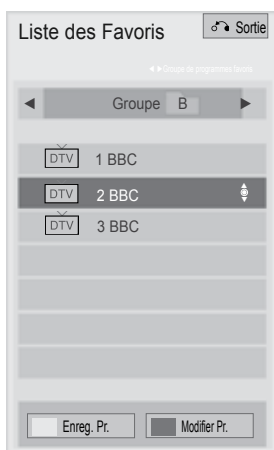 Liste des Favoris
Sortie
◄ ►Groupe de programmes favoris
◄ Groupe B ►
DTV 1 BBC
DTV 2 BBC
DTV 3 BBC
Enreg. Pr. Modifier Pr.